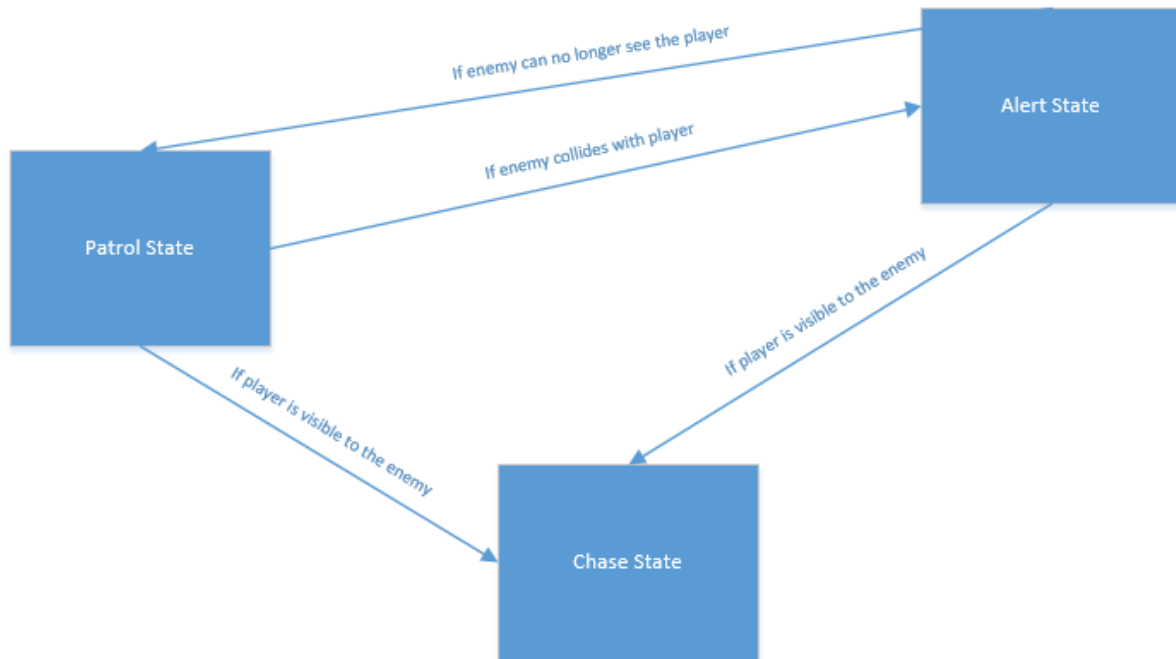 If enemy can no longer see the player
Alert State
If enemy collides with player
Patrol State
If player is visible to the enemy
If player is visible to the enemy
Chase State